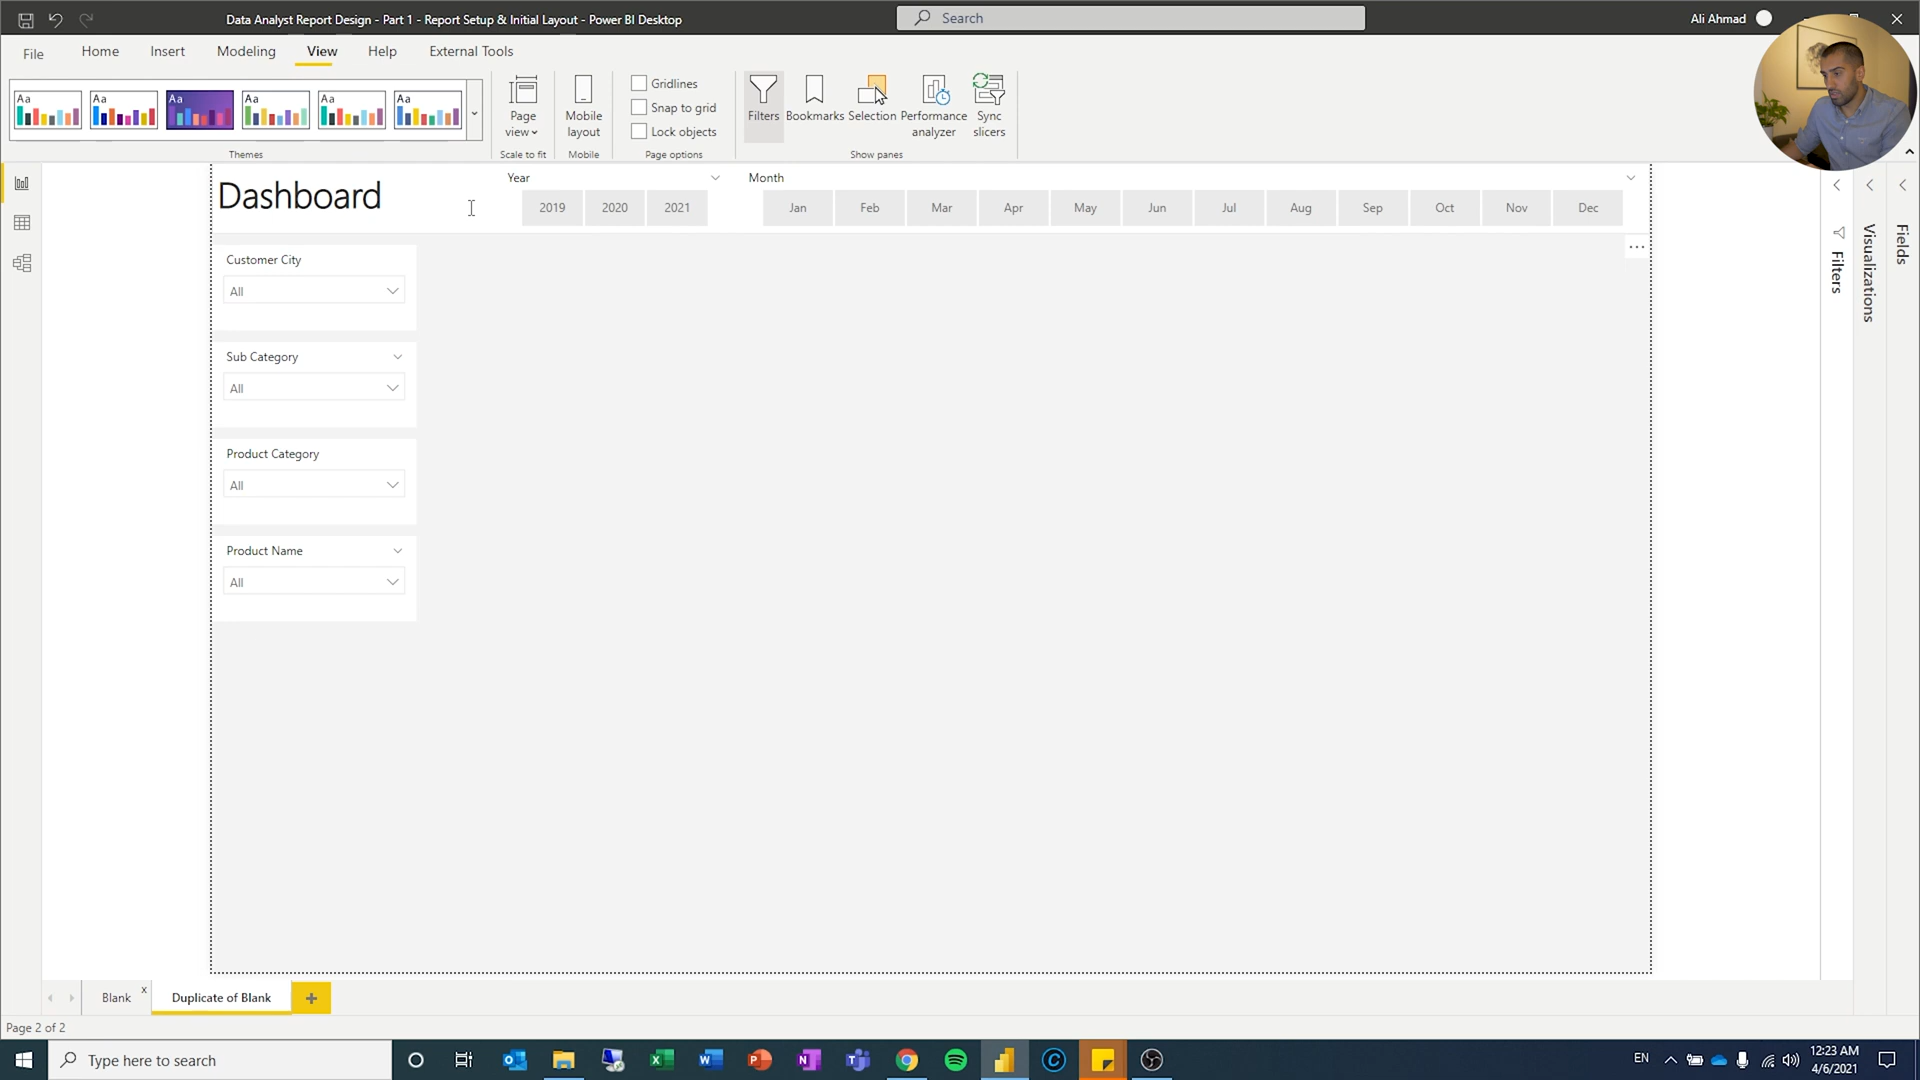 Data Analyst Report Design - Part 1 - Report Setup & Initial Layout - Power BI Desktop
Search
Ali Ahmad
File
Home
Insert
Modeling
View
Help
External Tools
Aa
Aa
Aa
Aa
Aa
Aa
Page view
Mobile layout
Gridlines
Snap to grid
Lock objects
Filters
Bookmarks
Selection
Performance analyzer
Sync slicers
Themes
Scale to fit
Mobile
Page options
Show panes
Dashboard
Year
2019
2020
2021
Month
Jan
Feb
Mar
Apr
May
Jun
Jul
Aug
Sep
Oct
Nov
Dec
Customer City
All
Sub Category
All
Product Category
All
Product Name
All
Filters
Visualizations
Fields
Blank
x
Duplicate of Blank
+
Page 2 of 2
Type here to search
EN
12:23 AM
4/6/2021